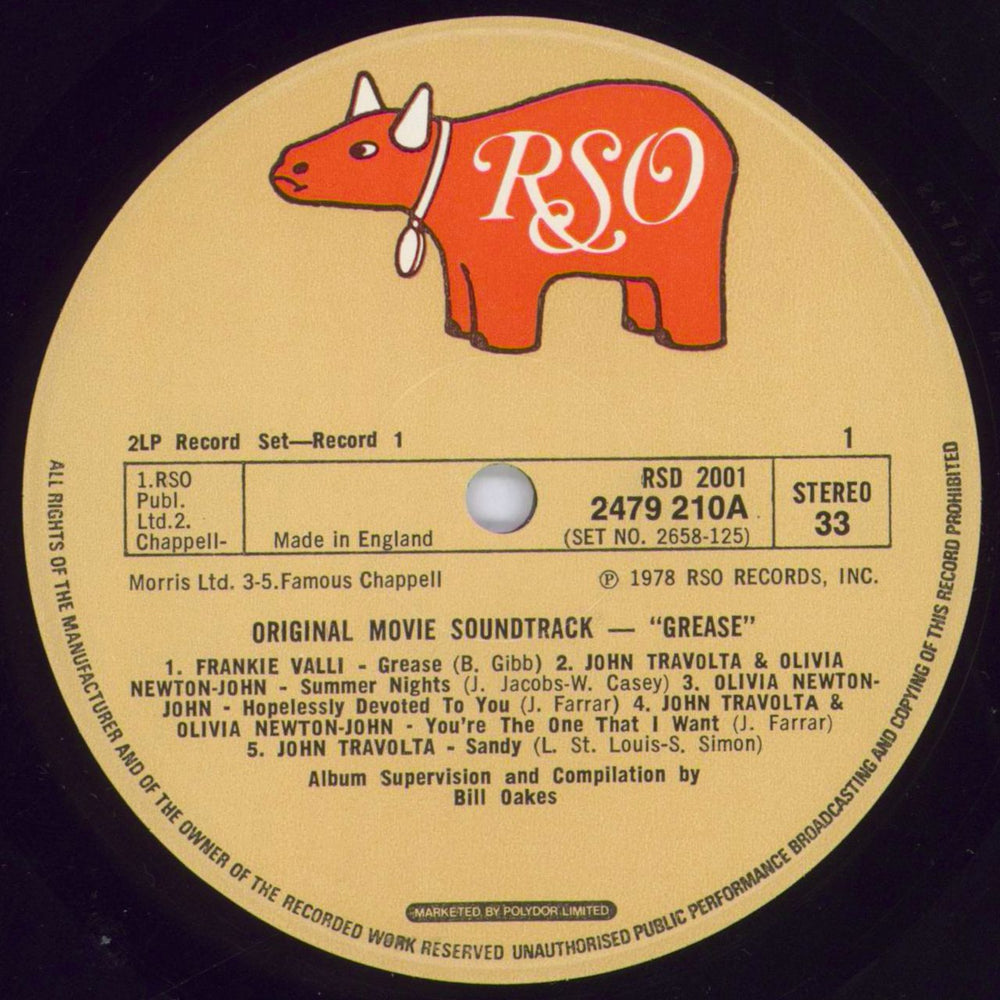 RSO
2LP Record Set—Record 1
1
1.RSO
Publ.
Ltd.2.
Chappell-
Made in England
RSD 2001
2479 210A
(SET NO. 2658-125)
STEREO
33
Morris Ltd. 3-5.Famous Chappell
Ⓟ 1978 RSO RECORDS, INC.
ORIGINAL MOVIE SOUNDTRACK — “GREASE”
1. FRANKIE VALLI - Grease (B. Gibb) 2. JOHN TRAVOLTA & OLIVIA
NEWTON-JOHN - Summer Nights (J. Jacobs-W. Casey) 3. OLIVIA NEWTON-
JOHN - Hopelessly Devoted To You (J. Farrar) 4. JOHN TRAVOLTA &
OLIVIA NEWTON-JOHN - You're The One That I Want (J. Farrar)
5. JOHN TRAVOLTA - Sandy (L. St. Louis-S. Simon)
Album Supervision and Compilation by
Bill Oakes
MARKETED BY POLYDOR LIMITED
ALL RIGHTS OF THE MANUFACTURER AND OF THE OWNER OF THE RECORDED WORK RESERVED UNAUTHORISED PUBLIC PERFORMANCE BROADCASTING AND COPYING OF THIS RECORD PROHIBITED